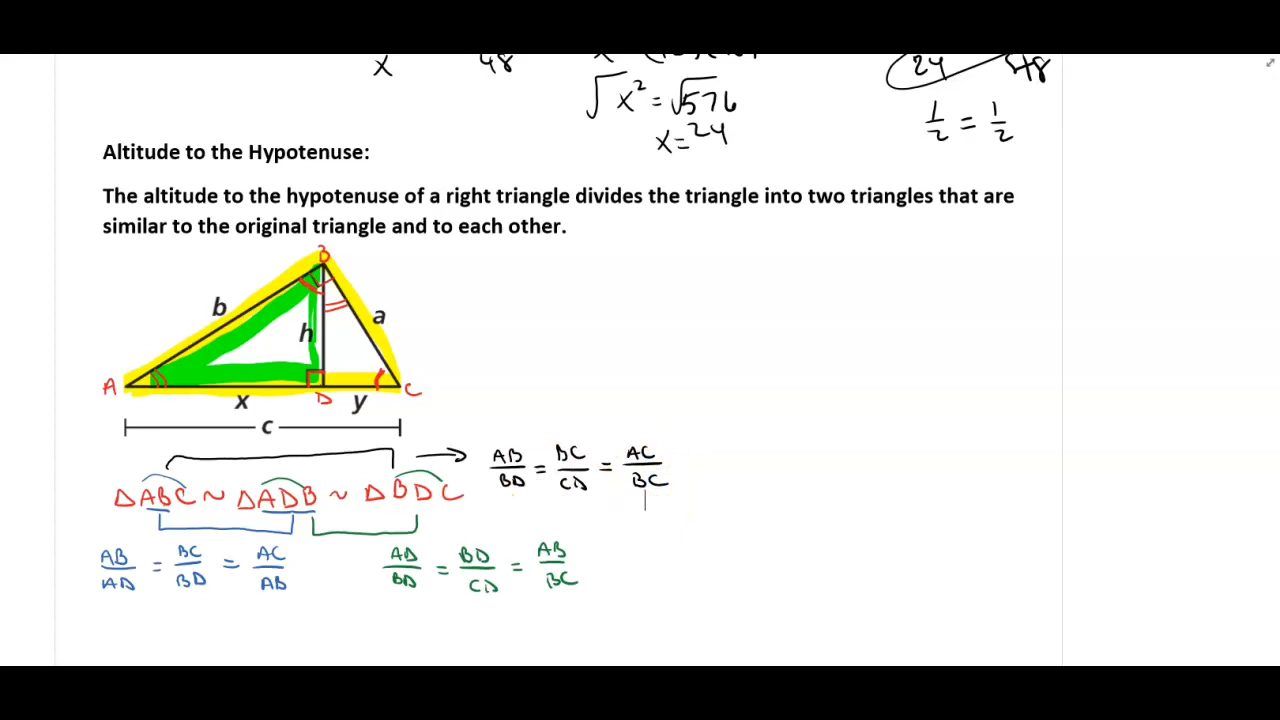 x 48
√x² = √576
x = 24
24 48
1/2 = 1/2
Altitude to the Hypotenuse:
The altitude to the hypotenuse of a right triangle divides the triangle into two triangles that are
similar to the original triangle and to each other.
B
b
a
h
A
C
x
D
y
c
AB/BD = BC/CD = AC/BC
ΔABC ~ ΔADB ~ ΔBDC
AB/AD = BC/BD = AC/AB
AD/BD = BD/CD = AB/BC